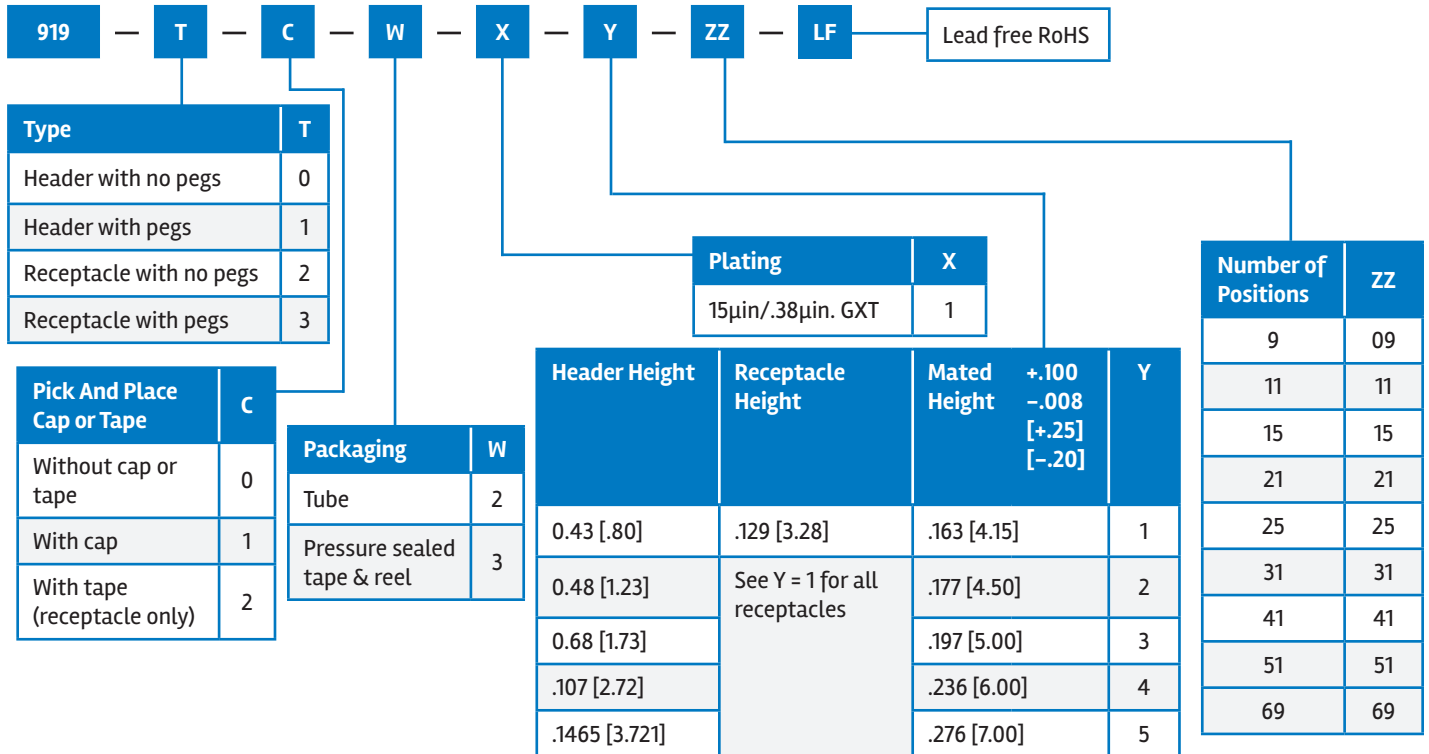 919 — T — C — W — X — Y — ZZ — LF Lead free RoHS
Type T
Header with no pegs 0
Header with pegs 1
Receptacle with no pegs 2
Receptacle with pegs 3
Pick And Place
Cap or Tape C
Without cap or
tape 0
With cap 1
With tape
(receptacle only) 2
Packaging W
Tube 2
Pressure sealed
tape & reel 3
Plating X
15µin/.38µin. GXT 1
Header Height Receptacle
Height Mated
Height +.100
-.008
[+.25]
[-.20] Y
0.43 [.80] .129 [3.28] .163 [4.15] 1
0.48 [1.23] See Y = 1 for all
receptacles .177 [4.50] 2
0.68 [1.73] .197 [5.00] 3
.107 [2.72] .236 [6.00] 4
.1465 [3.721] .276 [7.00] 5
Number of
Positions ZZ
9 09
11 11
15 15
21 21
25 25
31 31
41 41
51 51
69 69